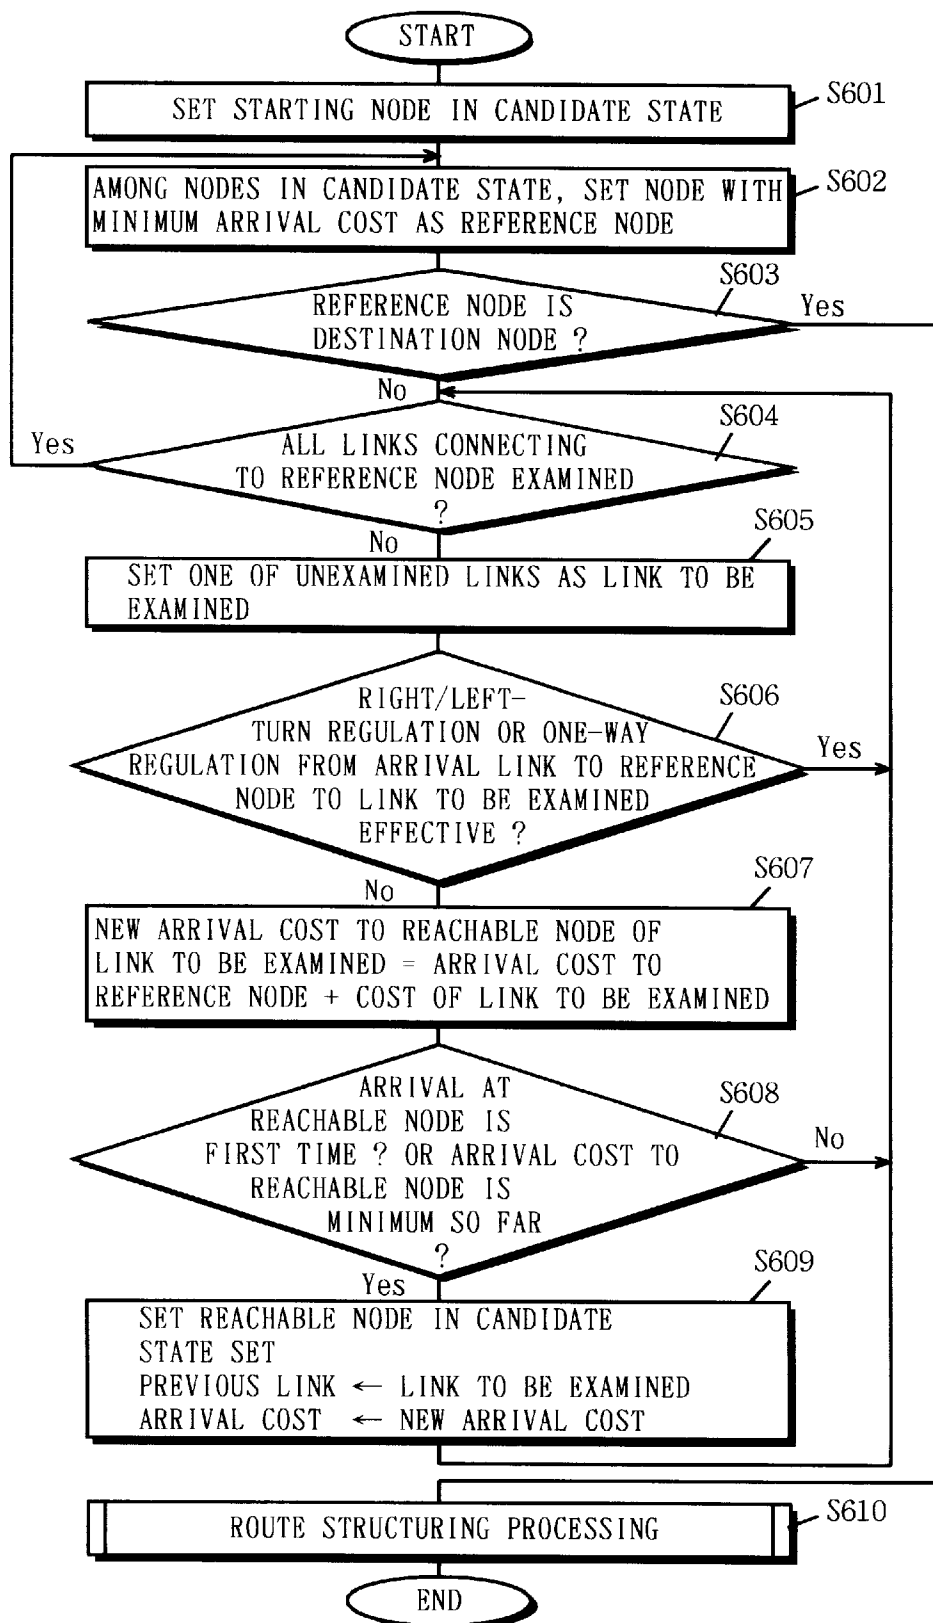 START
SET STARTING NODE IN CANDIDATE STATE
S601
AMONG NODES IN CANDIDATE STATE, SET NODE WITH
MINIMUM ARRIVAL COST AS REFERENCE NODE
S602
REFERENCE NODE IS
DESTINATION NODE ?
S603
Yes
No
ALL LINKS CONNECTING
TO REFERENCE NODE EXAMINED
?
S604
Yes
No
SET ONE OF UNEXAMINED LINKS AS LINK TO BE
EXAMINED
S605
RIGHT/LEFT-
TURN REGULATION OR ONE-WAY
REGULATION FROM ARRIVAL LINK TO REFERENCE
NODE TO LINK TO BE EXAMINED
EFFECTIVE ?
S606
Yes
No
NEW ARRIVAL COST TO REACHABLE NODE OF
LINK TO BE EXAMINED = ARRIVAL COST TO
REFERENCE NODE + COST OF LINK TO BE EXAMINED
S607
ARRIVAL AT
REACHABLE NODE IS
FIRST TIME ? OR ARRIVAL COST TO
REACHABLE NODE IS
MINIMUM SO FAR
?
S608
No
Yes
SET REACHABLE NODE IN CANDIDATE
STATE SET
PREVIOUS LINK ← LINK TO BE EXAMINED
ARRIVAL COST ← NEW ARRIVAL COST
S609
ROUTE STRUCTURING PROCESSING
S610
END